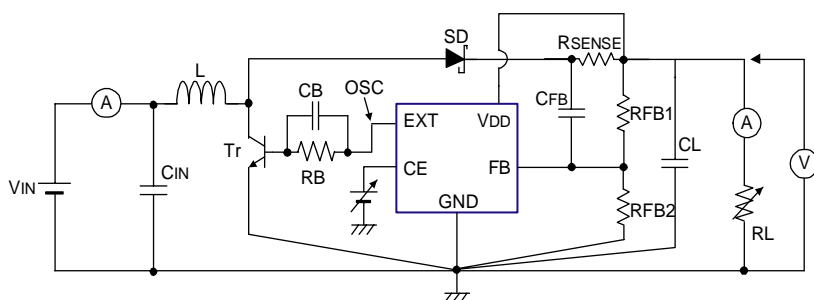 SD
RSENSE
L
CB
OSC
A
EXT
VDD
CFB
RFB1
A
Tr
CL
V
CIN
RB
CE
FB
VIN
GND
RFB2
RL